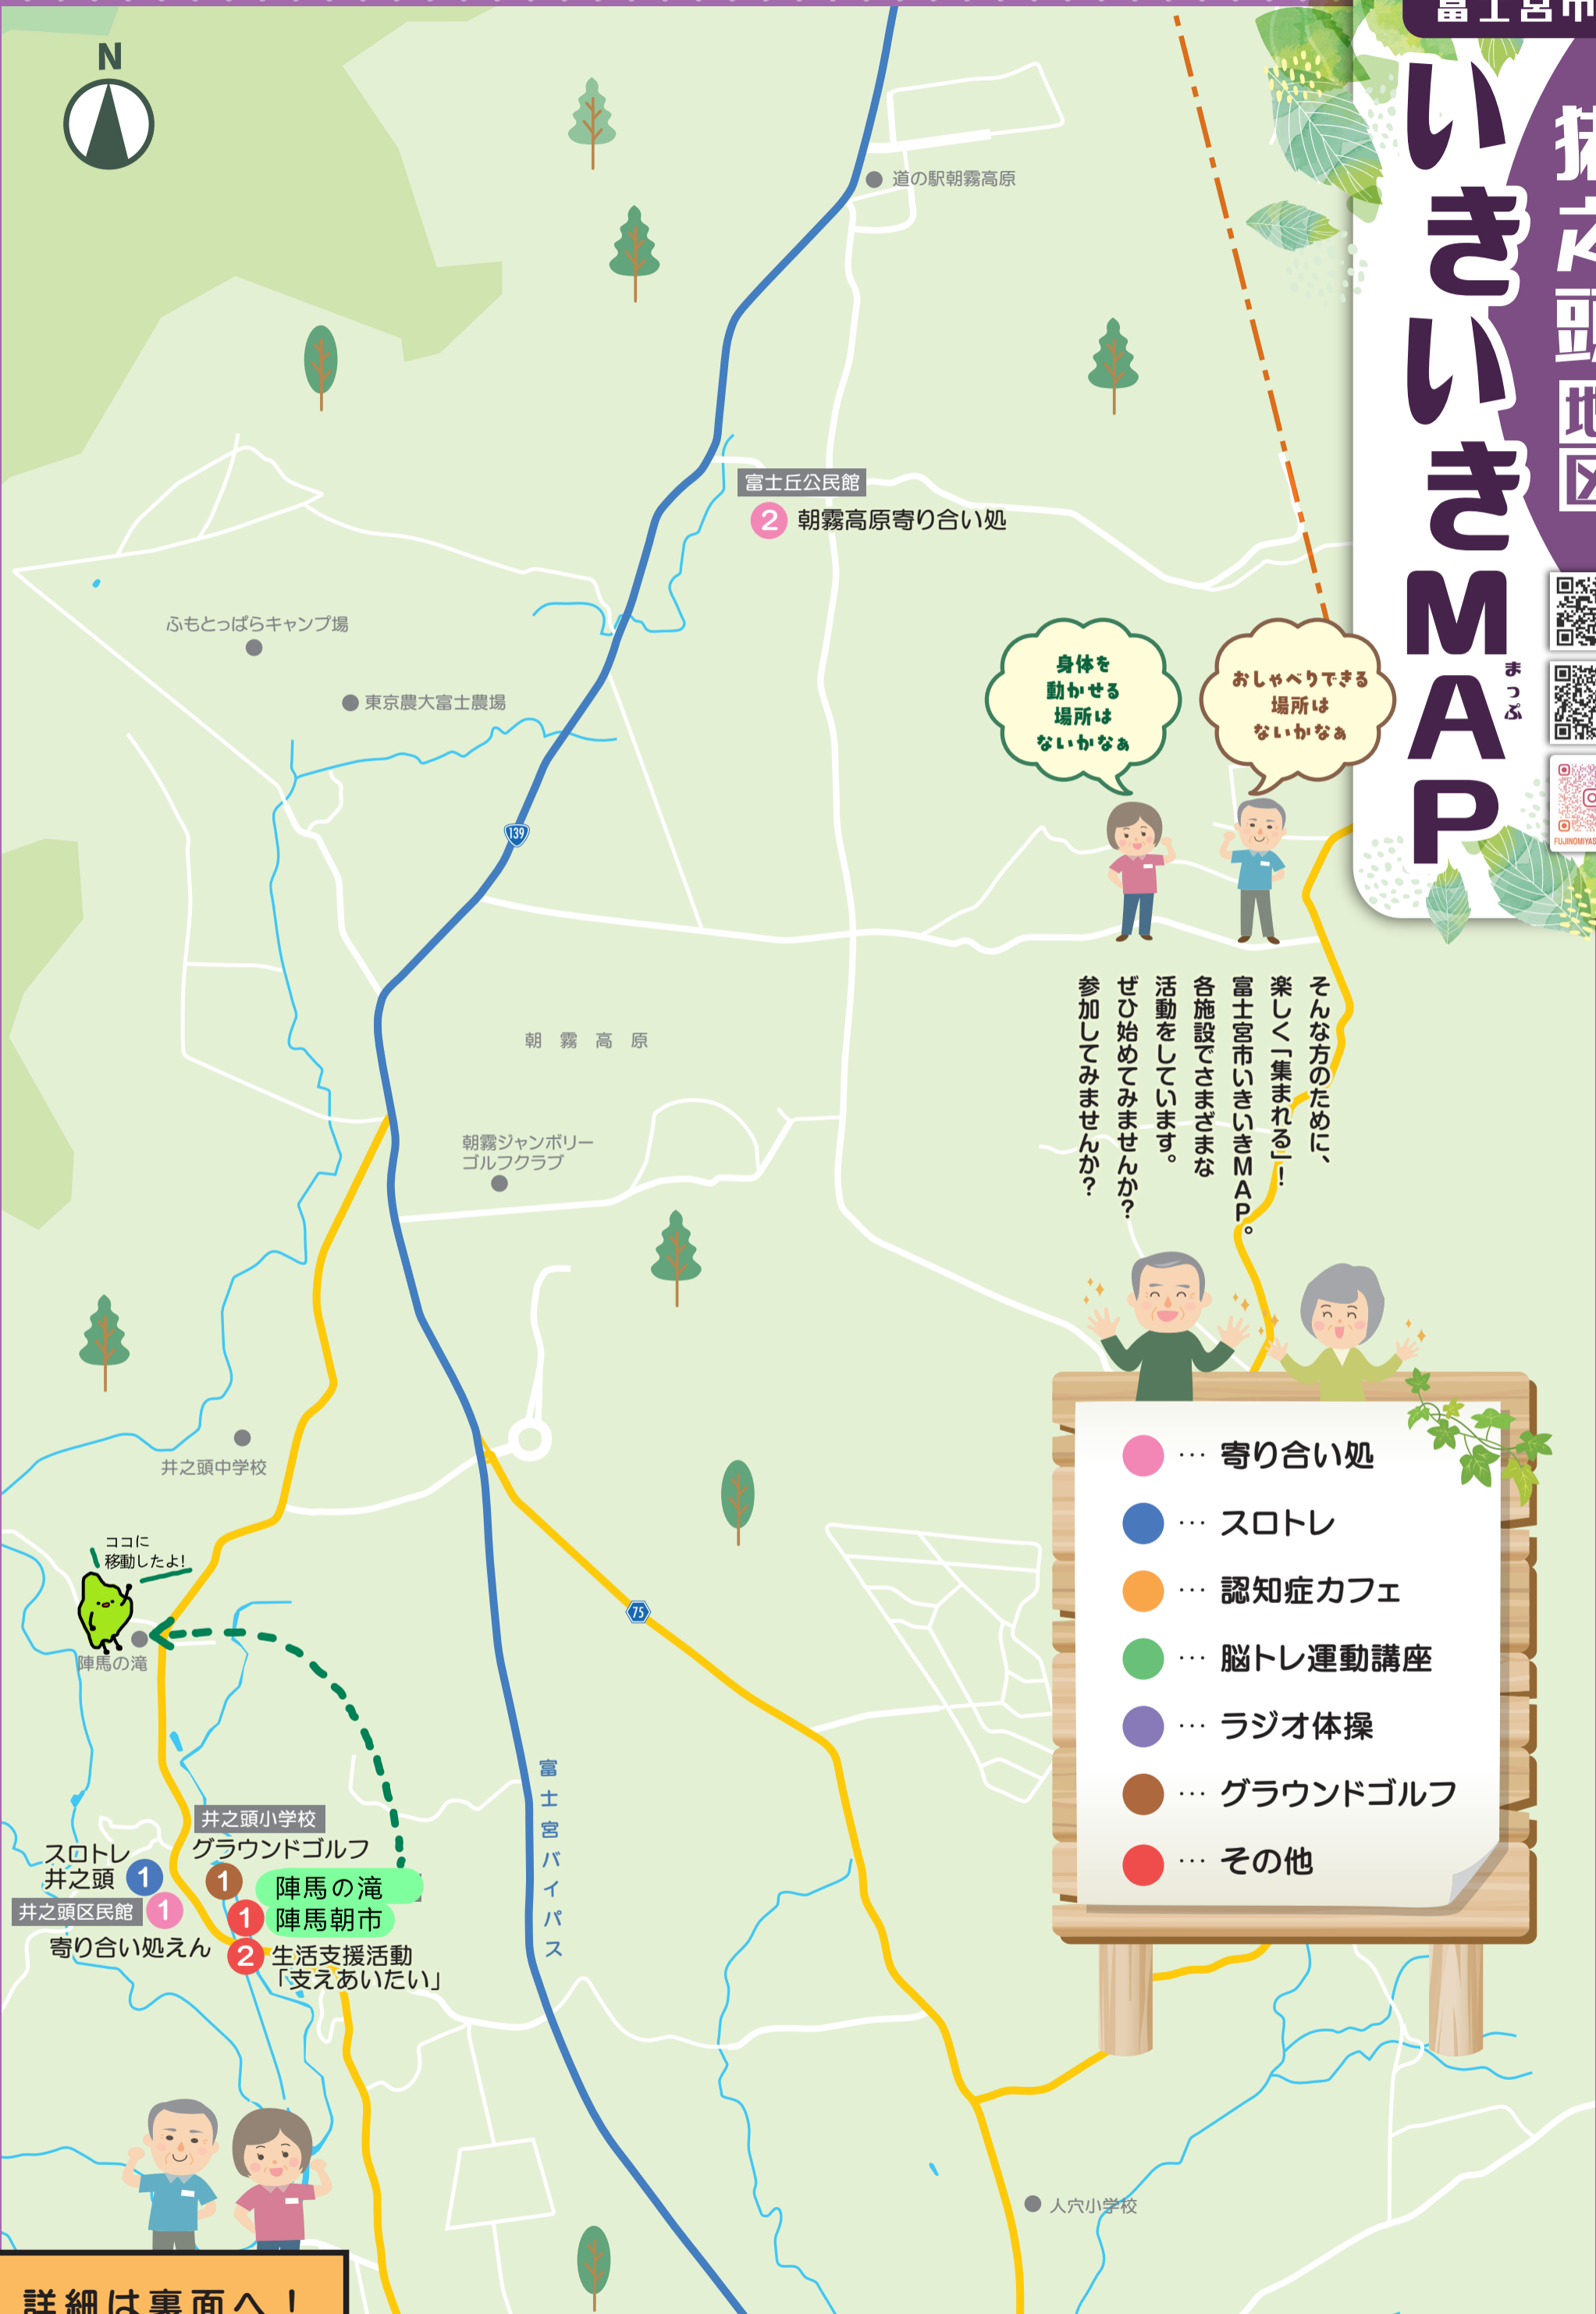 N
富士宮市
いきいきMAP
まっぷ
猪之頭
地区
FUJINOMIYAS
道の駅朝霧高原
富士丘公民館
2 朝霧高原寄り合い処
ふもとっぱらキャンプ場
東京農大富士農場
身体を
動かせる
場所は
ないかなぁ
おしゃべりできる
場所は
ないかなぁ
139
そんな方のために、
楽しく「集まれる」！
富士宮市いきいきMAP。
各施設でさまざまな
活動をしています。
ぜひ始めてみませんか？
参加してみませんか？
朝霧高原
朝霧ジャンボリー
ゴルフクラブ
井之頭中学校
… 寄り合い処
… スロトレ
… 認知症カフェ
… 脳トレ運動講座
… ラジオ体操
… グラウンドゴルフ
… その他
ココに
移動したよ！
陣馬の滝
75
富士宮バイパス
井之頭小学校
グラウンドゴルフ
1
スロトレ
井之頭 1
井之頭区民館 1
寄り合い処えん
陣馬の滝
1 陣馬朝市
2 生活支援活動
「支えあいたい」
人穴小学校
詳細は裏面へ！